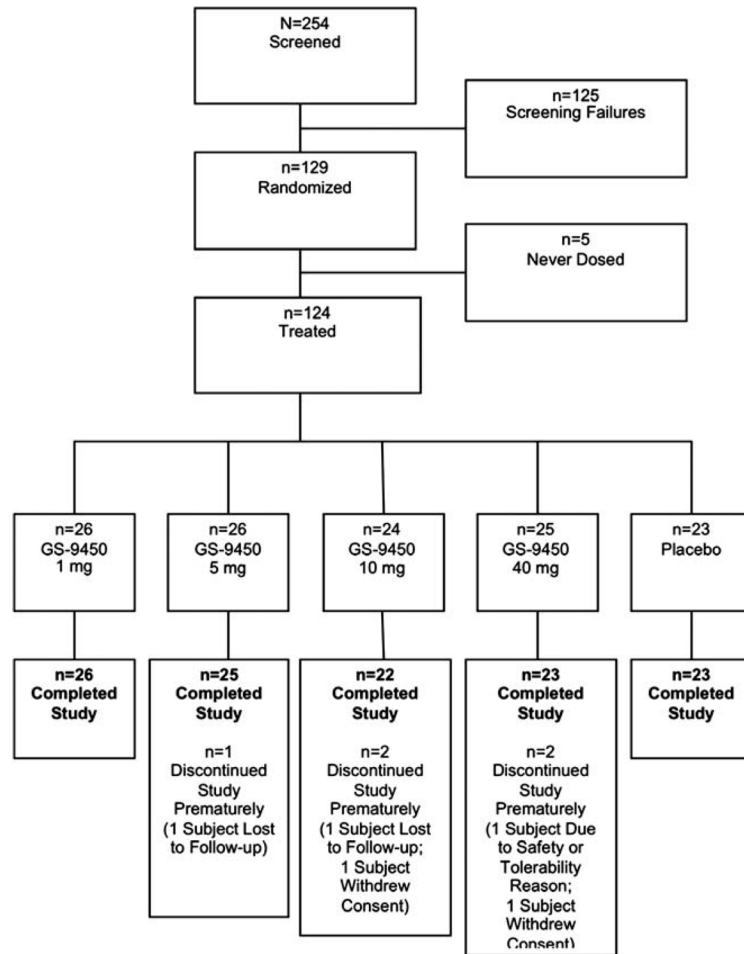 N=254
Screened
n=125
Screening Failures
n=129
Randomized
n=5
Never Dosed
n=124
Treated
n=26
GS-9450
1 mg
n=26
GS-9450
5 mg
n=24
GS-9450
10 mg
n=25
GS-9450
40 mg
n=23
Placebo
n=26
Completed
Study
n=25
Completed
Study
n=1
Discontinued
Study
Prematurely
(1 Subject Lost
to Follow-up)
n=22
Completed
Study
n=2
Discontinued
Study
Prematurely
(1 Subject Lost
to Follow-up;
1 Subject
Withdrew
Consent)
n=23
Completed
Study
n=2
Discontinued
Study
Prematurely
(1 Subject Due
to Safety or
Tolerability
Reason;
1 Subject
Withdrew
Consent)
n=23
Completed
Study